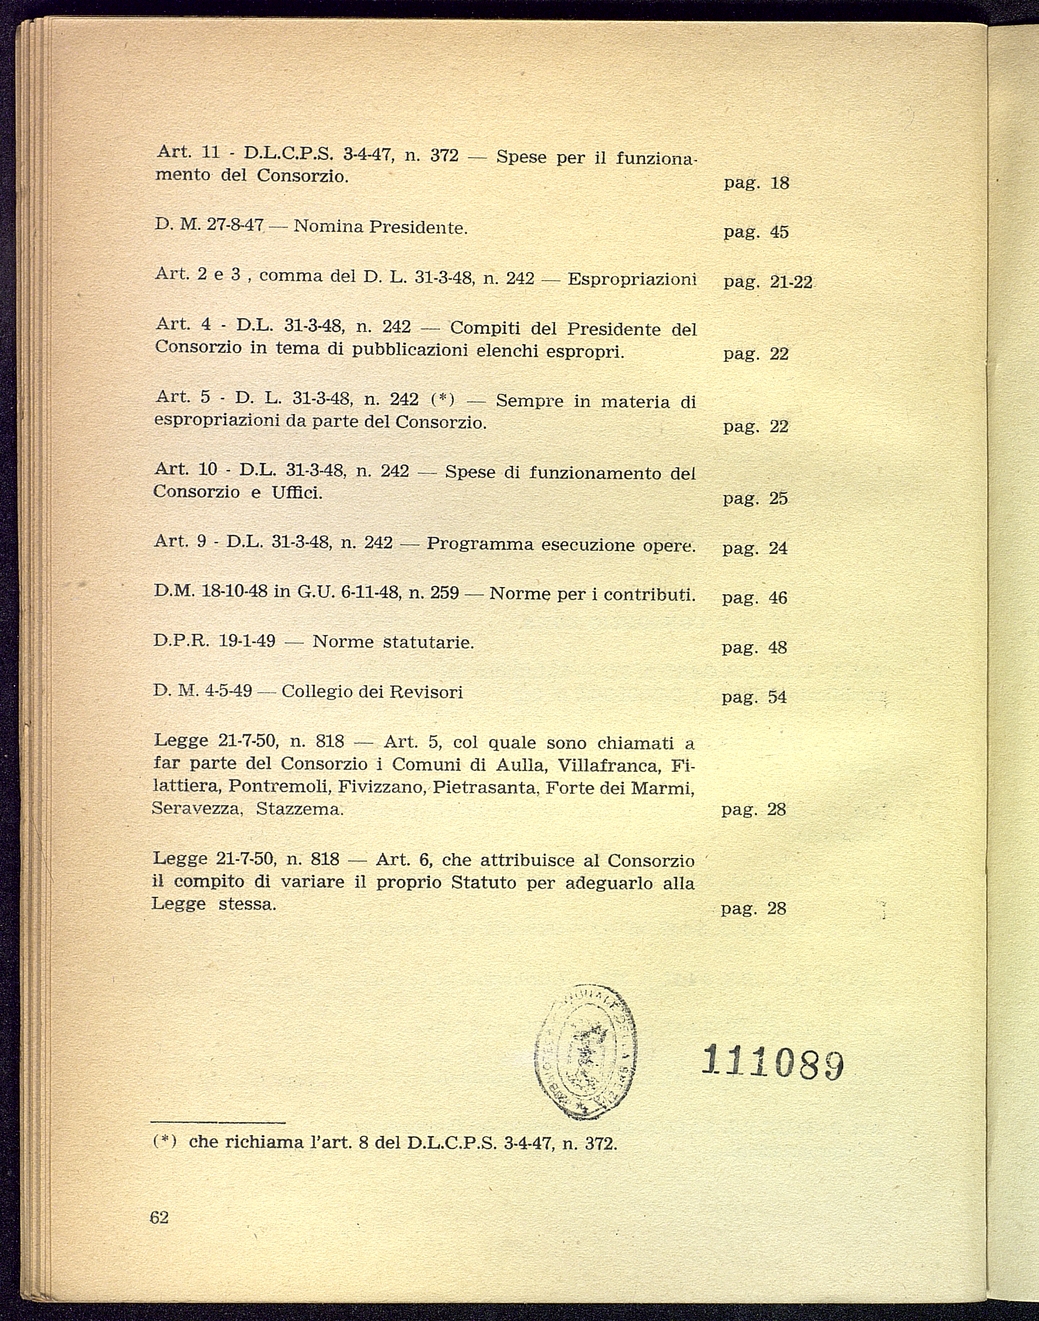 Art. 11 - D.L.C.P.S. 3-4-47, n. 372 — Spese per il funziona-
mento del Consorzio. pag. 18
D. M. 27-8-47 — Nomina Presidente. pag. 45
Art. 2 e 3 , comma del D. L. 31-3-48, n. 242 — Espropriazioni pag. 21-22
Art. 4 - D.L. 31-3-48, n. 242 — Compiti del Presidente del
Consorzio in tema di pubblicazioni elenchi espropri. pag. 22
Art. 5 - D. L. 31-3-48, n. 242 (*) — Sempre in materia di
espropriazioni da parte del Consorzio. pag. 22
Art. 10 - D.L. 31-3-48, n. 242 — Spese di funzionamento del
Consorzio e Uffici. pag. 25
Art. 9 - D.L. 31-3-48, n. 242 — Programma esecuzione opere. pag. 24
D.M. 18-10-48 in G.U. 6-11-48, n. 259 — Norme per i contributi. pag. 46
D.P.R. 19-1-49 — Norme statutarie. pag. 48
D. M. 4-5-49 — Collegio dei Revisori pag. 54
Legge 21-7-50, n. 818 — Art. 5, col quale sono chiamati a
far parte del Consorzio i Comuni di Aulla, Villafranca, Fi-
lattiera, Pontremoli, Fivizzano, Pietrasanta, Forte dei Marmi,
Seravezza, Stazzema. pag. 28
Legge 21-7-50, n. 818 — Art. 6, che attribuisce al Consorzio
il compito di variare il proprio Statuto per adeguarlo alla
Legge stessa. pag. 28
111089
(*) che richiama l'art. 8 del D.L.C.P.S. 3-4-47, n. 372.
62